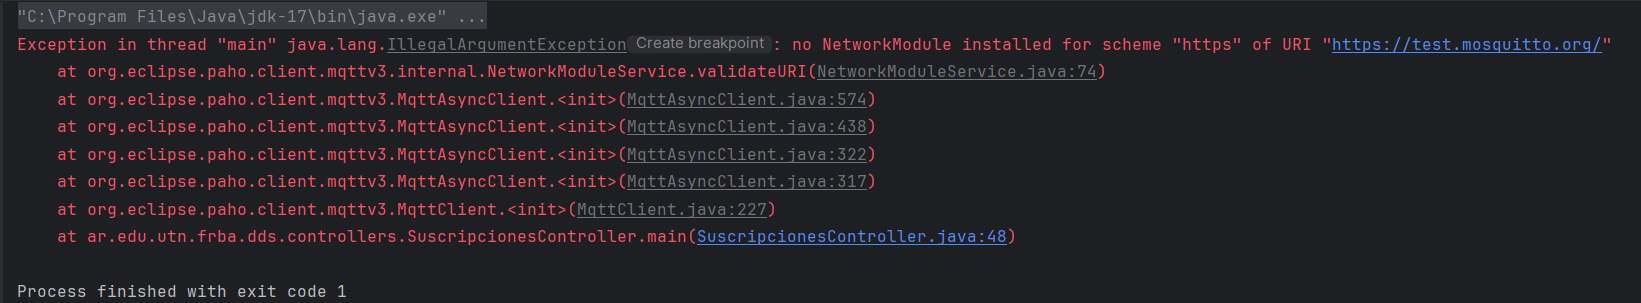 "C:\Program Files\Java\jdk-17\bin\java.exe" ...
Exception in thread "main" java.lang.IllegalArgumentException Create breakpoint : no NetworkModule installed for scheme "https" of URI "https://test.mosquitto.org/"
    at org.eclipse.paho.client.mqttv3.internal.NetworkModuleService.validateURI(NetworkModuleService.java:74)
    at org.eclipse.paho.client.mqttv3.MqttAsyncClient.<init>(MqttAsyncClient.java:574)
    at org.eclipse.paho.client.mqttv3.MqttAsyncClient.<init>(MqttAsyncClient.java:438)
    at org.eclipse.paho.client.mqttv3.MqttAsyncClient.<init>(MqttAsyncClient.java:322)
    at org.eclipse.paho.client.mqttv3.MqttAsyncClient.<init>(MqttAsyncClient.java:317)
    at org.eclipse.paho.client.mqttv3.MqttClient.<init>(MqttClient.java:227)
    at ar.edu.utn.frba.dds.controllers.SuscripcionesController.main(SuscripcionesController.java:48)
Process finished with exit code 1